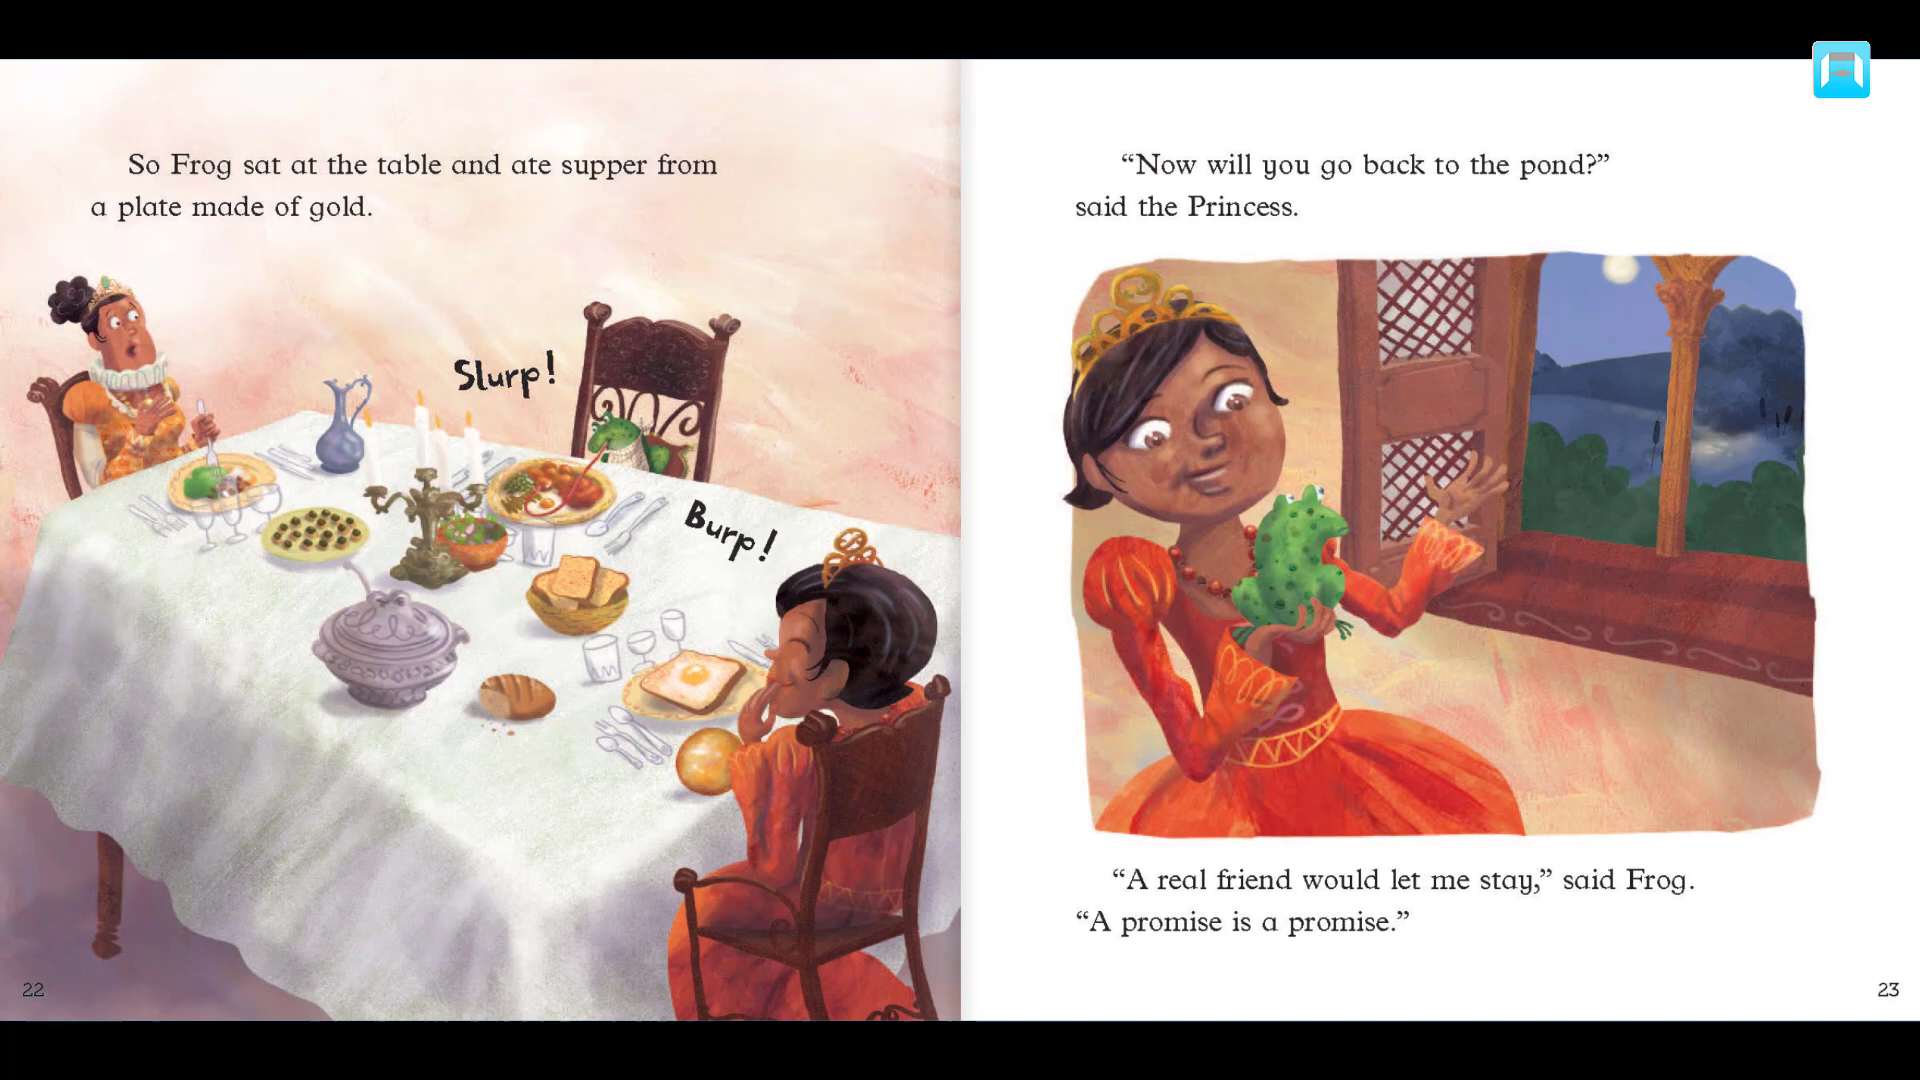 So Frog sat at the table and ate supper from
a plate made of gold.
Slurp!
Burp!
22
“Now will you go back to the pond?”
said the Princess.
“A real friend would let me stay,” said Frog.
“A promise is a promise.”
23